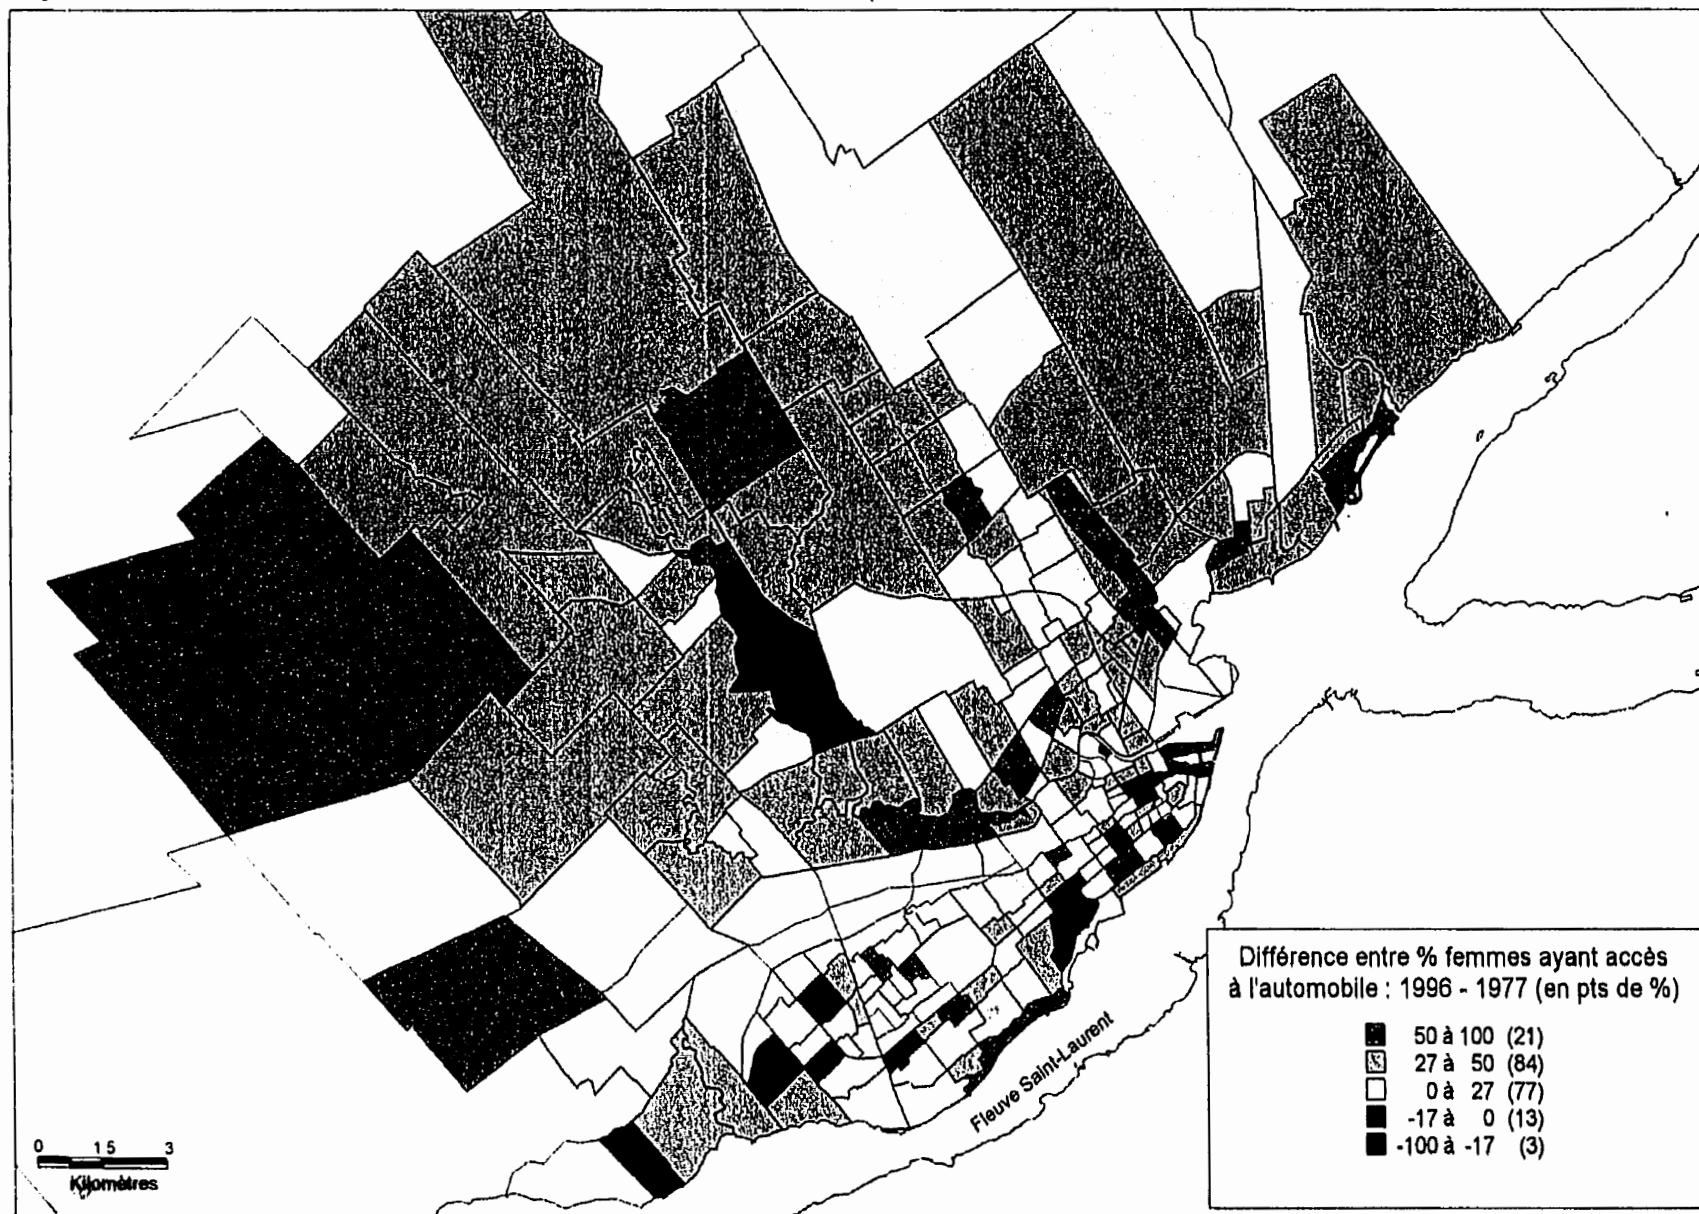 Différence entre % femmes ayant accès
à l'automobile : 1996 - 1977 (en pts de %)
50 à 100 (21)
27 à 50 (84)
0 à 27 (77)
-17 à 0 (13)
-100 à -17 (3)
Fleuve Saint-Laurent
0 1 5 3
Kilomètres